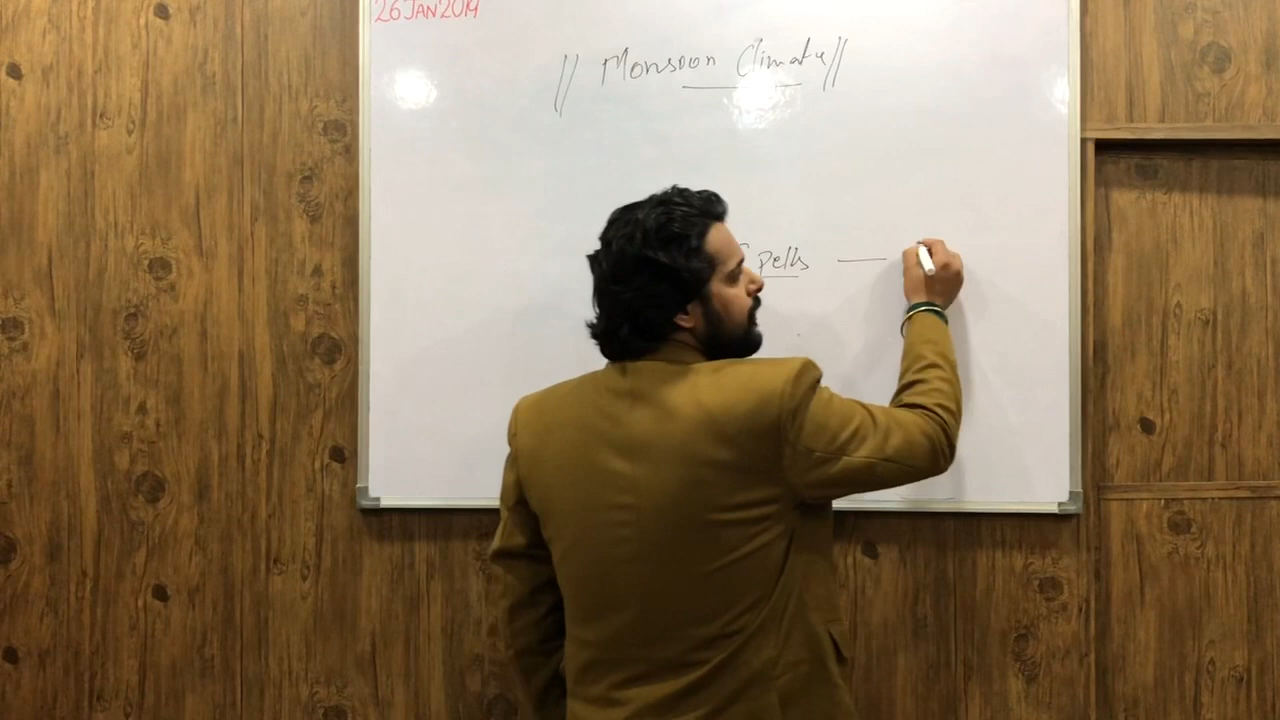 26 JAN 2019
// Monsoon Climate //
Spells —